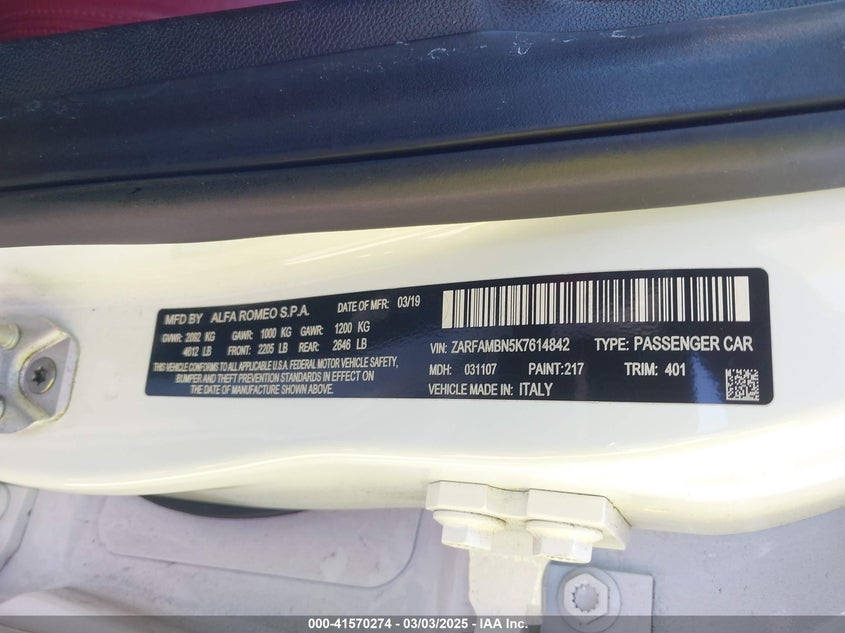 MFD BY ALFA ROMEO S.P.A. DATE OF MFR: 03/19
GVWR: 2092 KG GAWR: 1000 KG GAWR: 1200 KG
4612 LB FRONT: 2205 LB REAR: 2646 LB
THIS VEHICLE CONFORMS TO ALL APPLICABLE U.S.A. FEDERAL MOTOR VEHICLE SAFETY,
BUMPER AND THEFT PREVENTION STANDARDS IN EFFECT ON
THE DATE OF MANUFACTURE SHOWN ABOVE.
VIN: ZARFAMBN5K7614842 TYPE: PASSENGER CAR
MDH: 031107 PAINT:217 TRIM: 401
VEHICLE MADE IN: ITALY
000-41570274 - 03/03/2025 - IAA Inc.